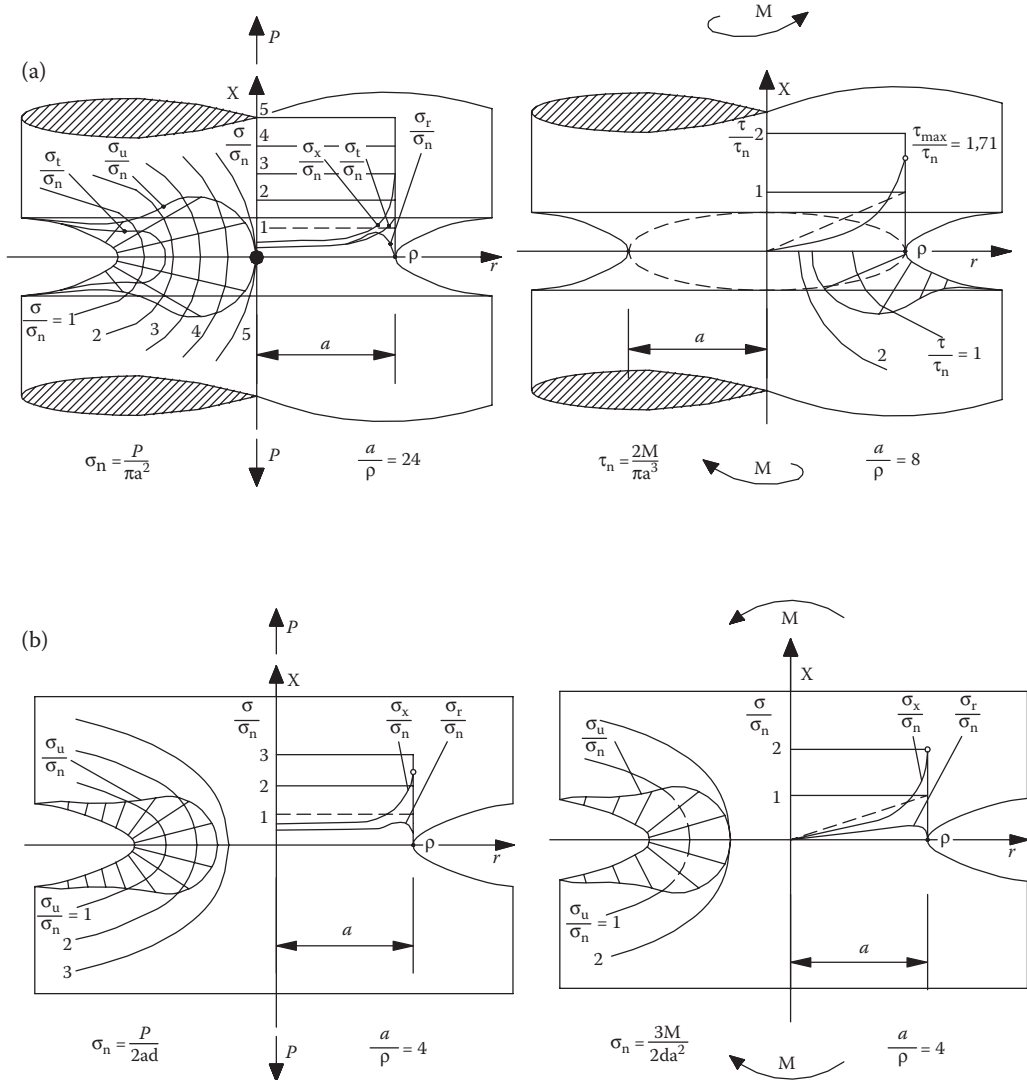 (a)
P
X
5
4
3
2
1
σ/σn
σt/σn
σu/σn
σx/σn
σt/σn
σr/σn
ρ
r
σ/σn = 1
2
3
4
5
a
P
σn = P/πa²
a/ρ = 24
M
X
τ/τn
2
1
τmax/τn = 1,71
ρ
r
a
2
τ/τn = 1
τn = 2M/πa³
M
a/ρ = 8
(b)
P
X
σ/σn
3
2
1
σu/σn
σx/σn
σr/σn
ρ
r
σu/σn = 1
2
3
a
P
σn = P/2ad
a/ρ = 4
M
X
σ/σn
2
1
σu/σn
σx/σn
σr/σn
ρ
r
σu/σn = 1
2
a
σn = 3M/2da²
M
a/ρ = 4